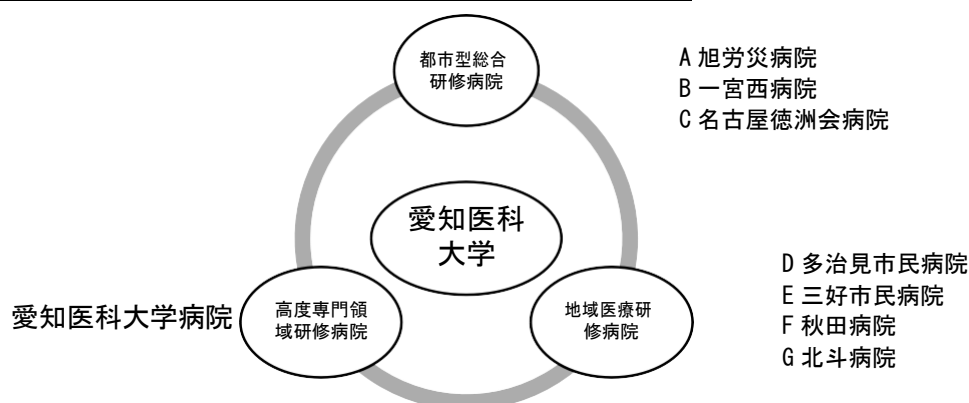 都市型総合
研修病院
A 旭労災病院
B 一宮西病院
C 名古屋徳洲会病院
愛知医科
大学
愛知医科大学病院
高度専門領
域研修病院
地域医療研
修病院
D 多治見市民病院
E 三好市民病院
F 秋田病院
G 北斗病院